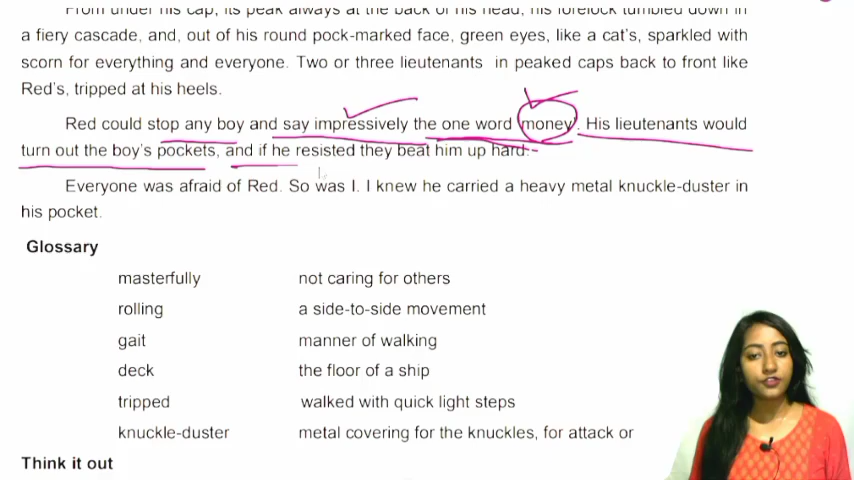 From under his cap, its peak always at the back of his head, his forelock tumbled down in
a fiery cascade, and, out of his round pock-marked face, green eyes, like a cat's, sparkled with
scorn for everything and everyone. Two or three lieutenants in peaked caps back to front like
Red's, tripped at his heels.
Red could stop any boy and say impressively the one word 'money'. His lieutenants would
turn out the boy's pockets, and if he resisted they beat him up hard.
Everyone was afraid of Red. So was I. I knew he carried a heavy metal knuckle-duster in
his pocket.
Glossary
masterfully not caring for others
rolling a side-to-side movement
gait manner of walking
deck the floor of a ship
tripped walked with quick light steps
knuckle-duster metal covering for the knuckles, for attack or
Think it out